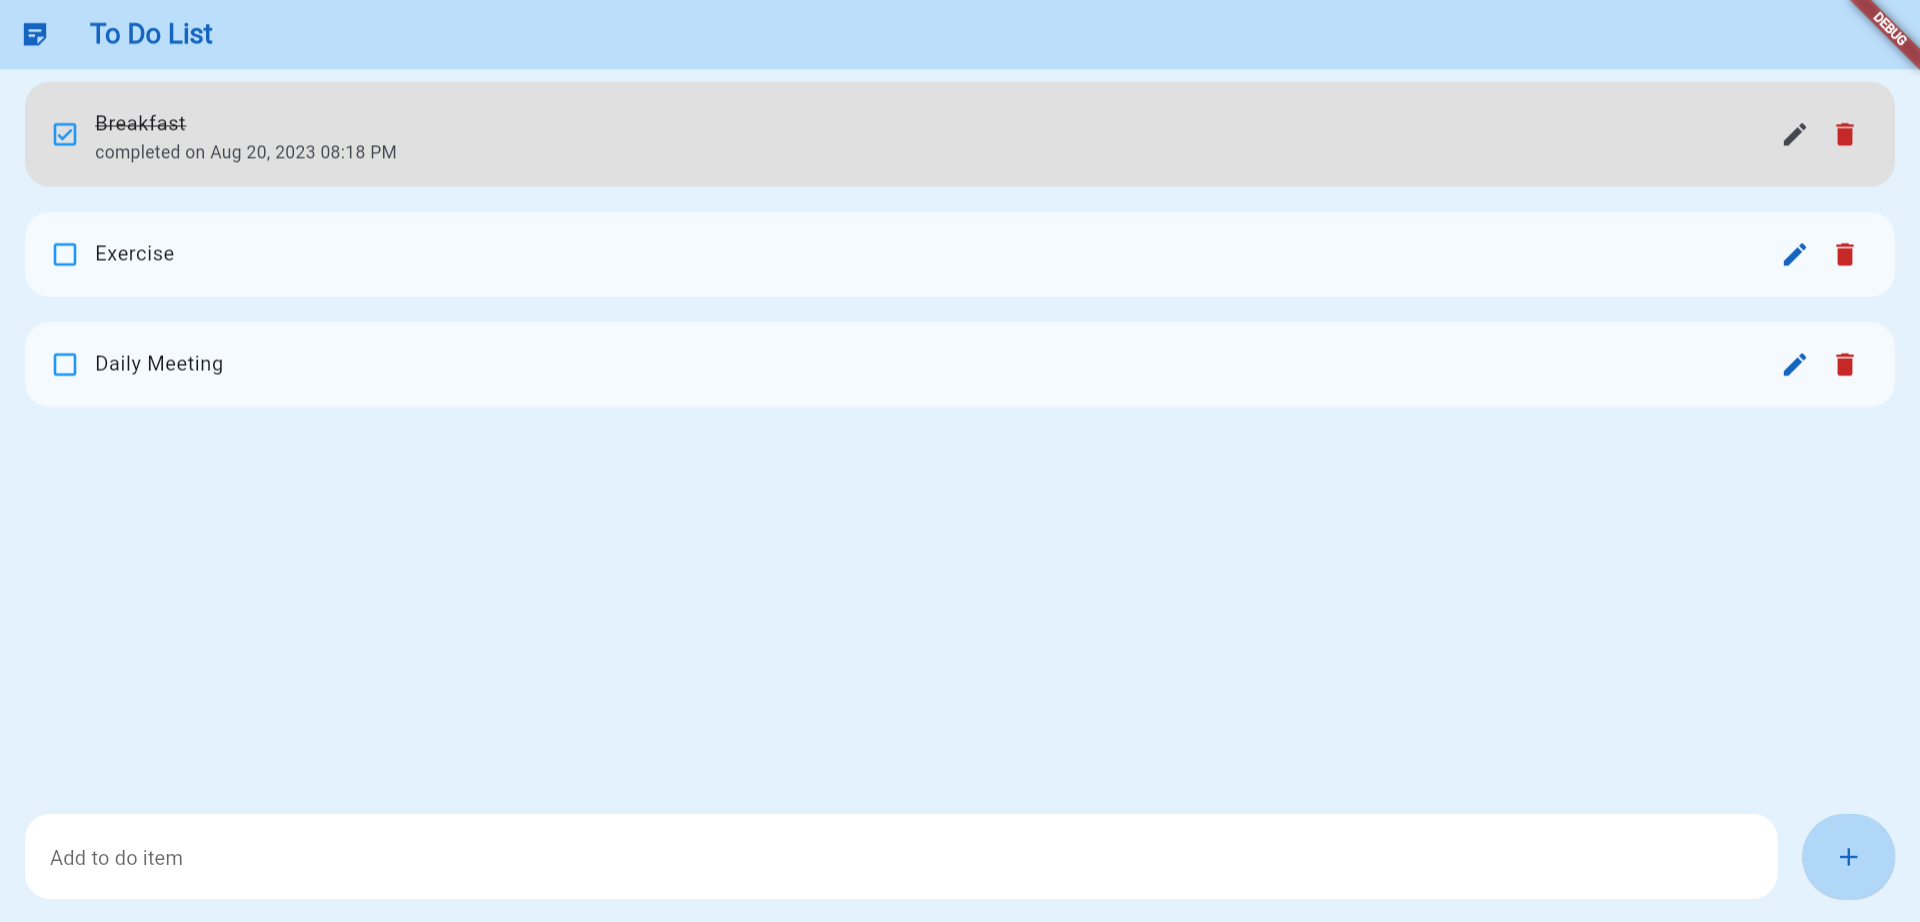 To Do List
DEBUG
Breakfast
completed on Aug 20, 2023 08:18 PM
Exercise
Daily Meeting
Add to do item